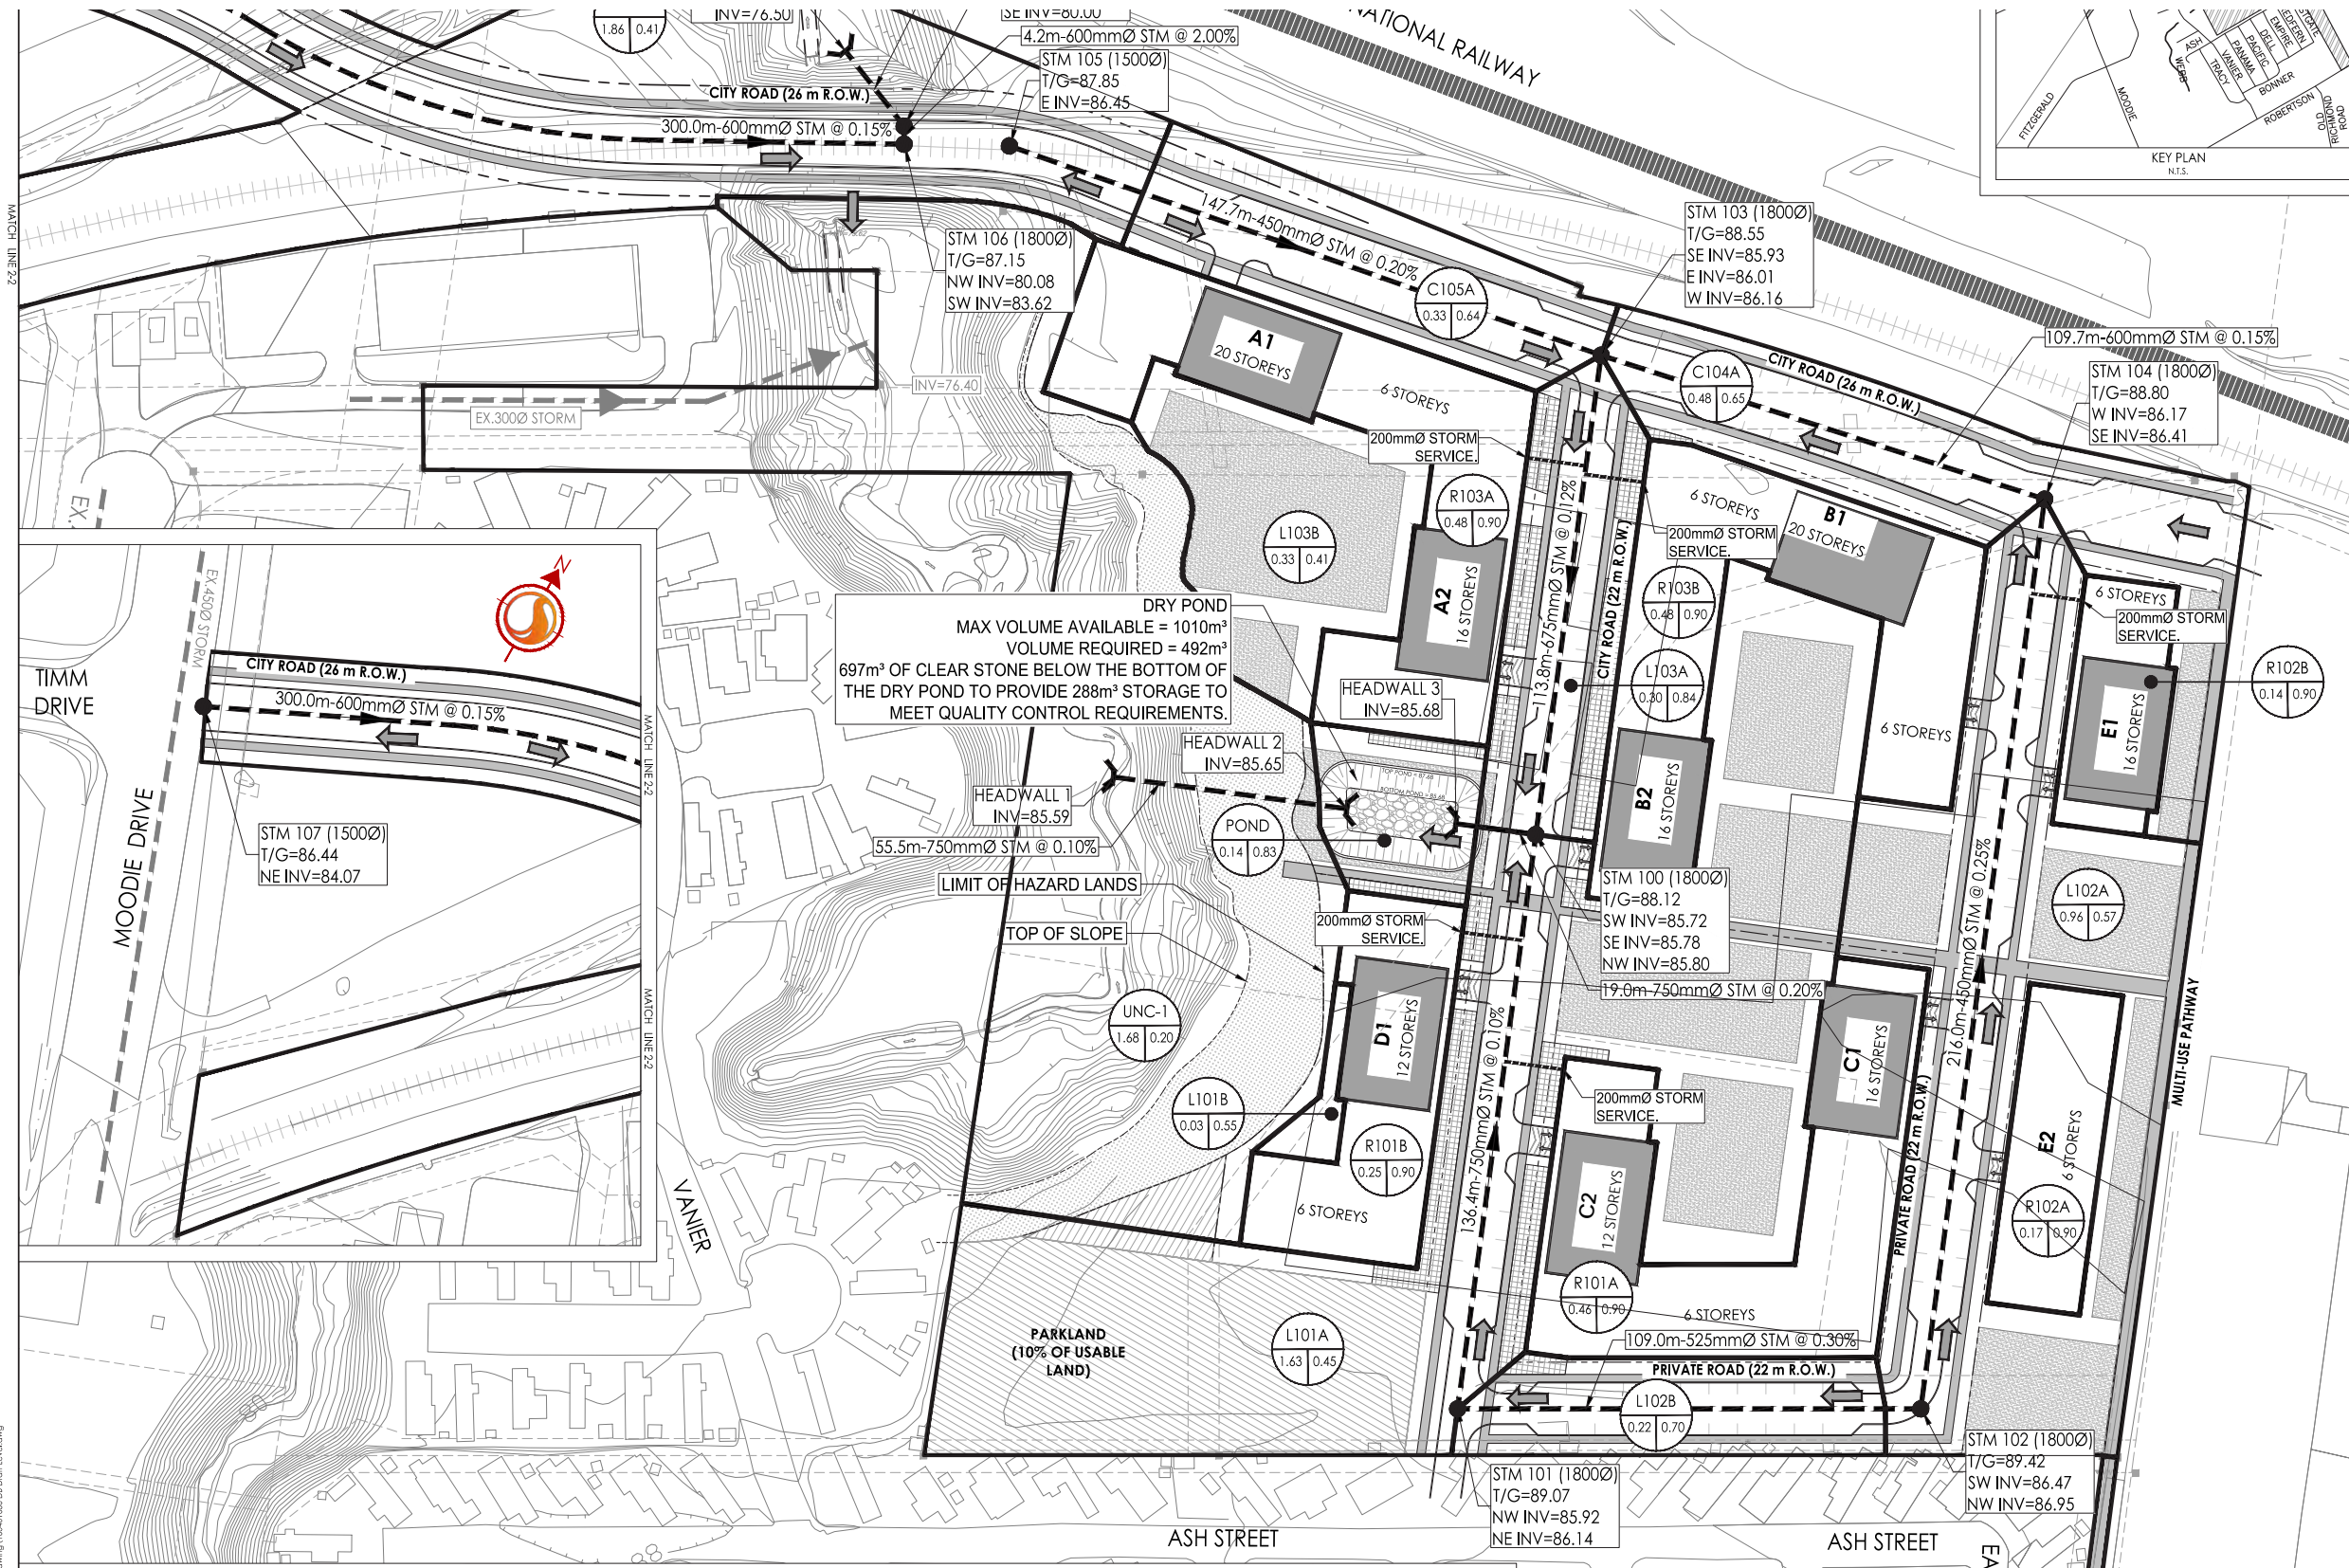 1.86 0.41
INV=76.50
SE INV=80.00
4.2m-600mmØ STM @ 2.00%
STM 105 (1500Ø)
T/G=87.85
E INV=86.45
CITY ROAD (26 m R.O.W.)
300.0m-600mmØ STM @ 0.15%
NATIONAL RAILWAY
ASH
WEBB
TRACY
VANIER
PANAMA
PACIFIC
DELL
EMPIRE
REDFERN
BONNER
ROBERTSON
OLD
RICHMOND
ROAD
FITZGERALD
MOODIE
KEY PLAN
N.T.S.
MATCH LINE 2-2
STM 106 (1800Ø)
T/G=87.15
NW INV=80.08
SW INV=83.62
147.7m-450mmØ STM @ 0.20%
STM 103 (1800Ø)
T/G=88.55
SE INV=85.93
E INV=86.01
W INV=86.16
C105A
0.33 0.64
109.7m-600mmØ STM @ 0.15%
C104A
0.48 0.65
CITY ROAD (26 m R.O.W.)
STM 104 (1800Ø)
T/G=88.80
W INV=86.17
SE INV=86.41
A1
20 STOREYS
6 STOREYS
INV=76.40
EX.300Ø STORM
200mmØ STORM
SERVICE.
R103A
0.48 0.90
L103B
0.33 0.41
113.8m-675mmØ STM @ 0.12%
CITY ROAD (22 m R.O.W.)
6 STOREYS
B1
20 STOREYS
200mmØ STORM
SERVICE.
R103B
0.48 0.90
6 STOREYS
200mmØ STORM
SERVICE.
R102B
0.14 0.90
EX.450Ø STORM
TIMM
DRIVE
CITY ROAD (26 m R.O.W.)
300.0m-600mmØ STM @ 0.15%
MATCH LINE 2-2
N
A2
16 STOREYS
DRY POND
MAX VOLUME AVAILABLE = 1010m³
VOLUME REQUIRED = 492m³
697m³ OF CLEAR STONE BELOW THE BOTTOM OF
THE DRY POND TO PROVIDE 288m³ STORAGE TO
MEET QUALITY CONTROL REQUIREMENTS.
L103A
0.30 0.84
HEADWALL 3
INV=85.68
HEADWALL 2
INV=85.65
HEADWALL 1
INV=85.59
6 STOREYS
E1
16 STOREYS
B2
16 STOREYS
MOODIE DRIVE
STM 107 (1500Ø)
T/G=86.44
NE INV=84.07
55.5m-750mmØ STM @ 0.10%
POND
0.14 0.83
LIMIT OF HAZARD LANDS
TOP OF SLOPE
200mmØ STORM
SERVICE.
STM 100 (1800Ø)
T/G=88.12
SW INV=85.72
SE INV=85.78
NW INV=85.80
19.0m-750mmØ STM @ 0.20%
L102A
0.96 0.57
216.0m-450mmØ STM @ 0.25%
MULTI-USE PATHWAY
MATCH LINE 2-2
UNC-1
1.68 0.20
D1
12 STOREYS
136.4m-750mmØ STM @ 0.10%
C1
16 STOREYS
200mmØ STORM
SERVICE.
L101B
0.03 0.55
R101B
0.25 0.90
6 STOREYS
C2
12 STOREYS
PRIVATE ROAD (22 m R.O.W.)
E2
6 STOREYS
R102A
0.17 0.90
VANIER
R101A
0.46 0.90
6 STOREYS
109.0m-525mmØ STM @ 0.30%
PRIVATE ROAD (22 m R.O.W.)
PARKLAND
(10% OF USABLE
LAND)
L101A
1.63 0.45
L102B
0.22 0.70
STM 102 (1800Ø)
T/G=89.42
SW INV=86.47
NW INV=86.95
STM 101 (1800Ø)
T/G=89.07
NW INV=85.92
NE INV=86.14
ASH STREET
ASH STREET